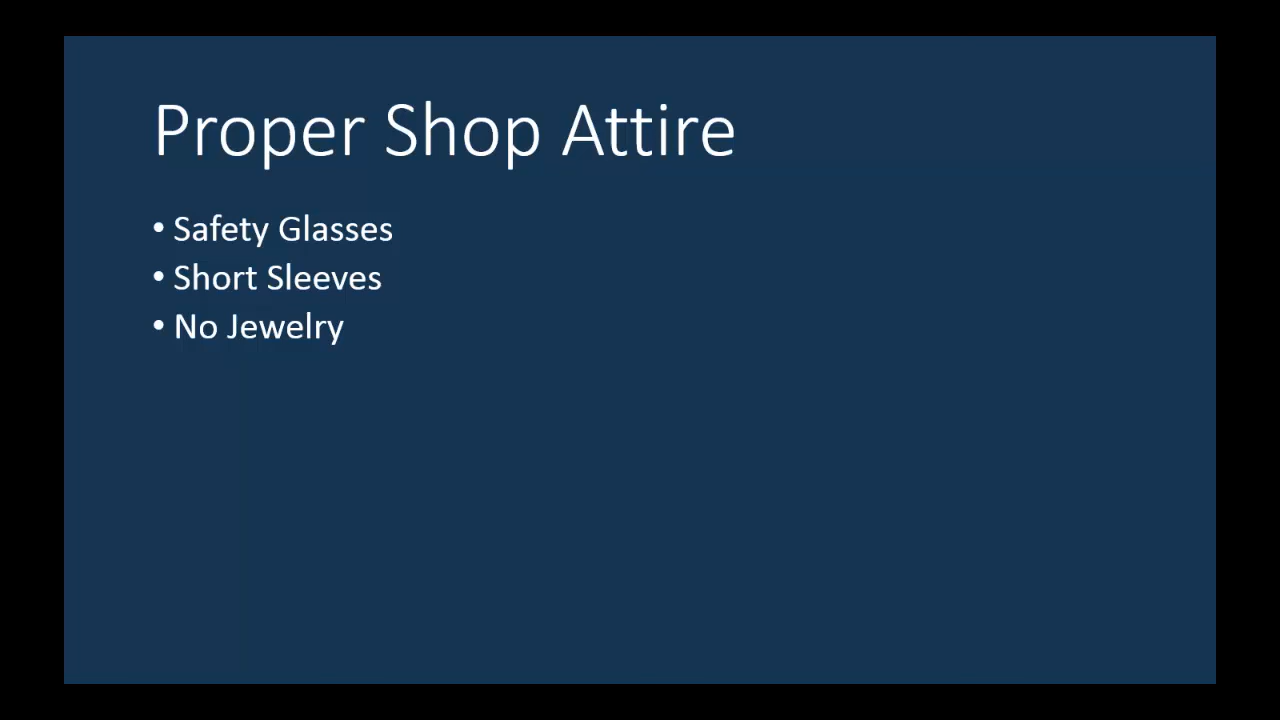 Proper Shop Attire
• Safety Glasses
• Short Sleeves
• No Jewelry